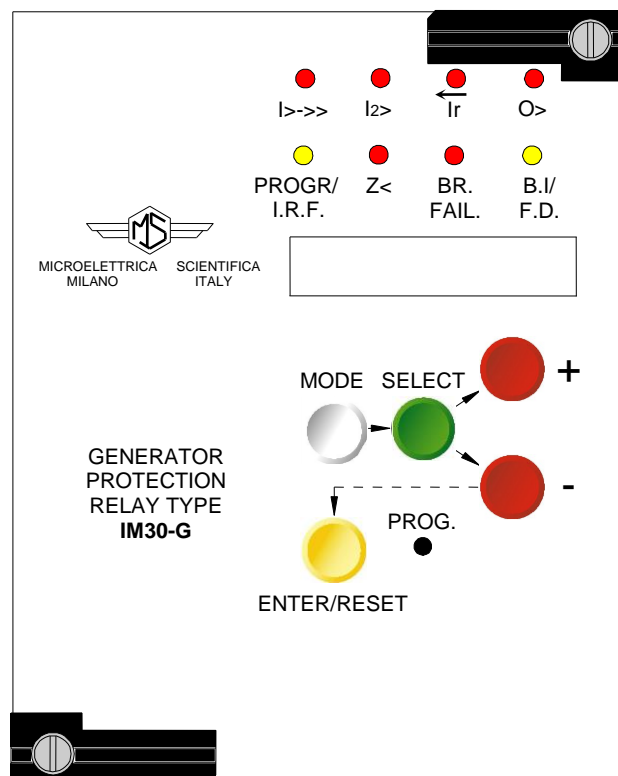 I>->> I2> Ir O>
PROGR/ Z< BR. B.I/
I.R.F. FAIL. F.D.
MS
MICROELETTRICA SCIENTIFICA
MILANO ITALY
+
MODE SELECT
GENERATOR
PROTECTION
RELAY TYPE
IM30-G
-
PROG.
ENTER/RESET